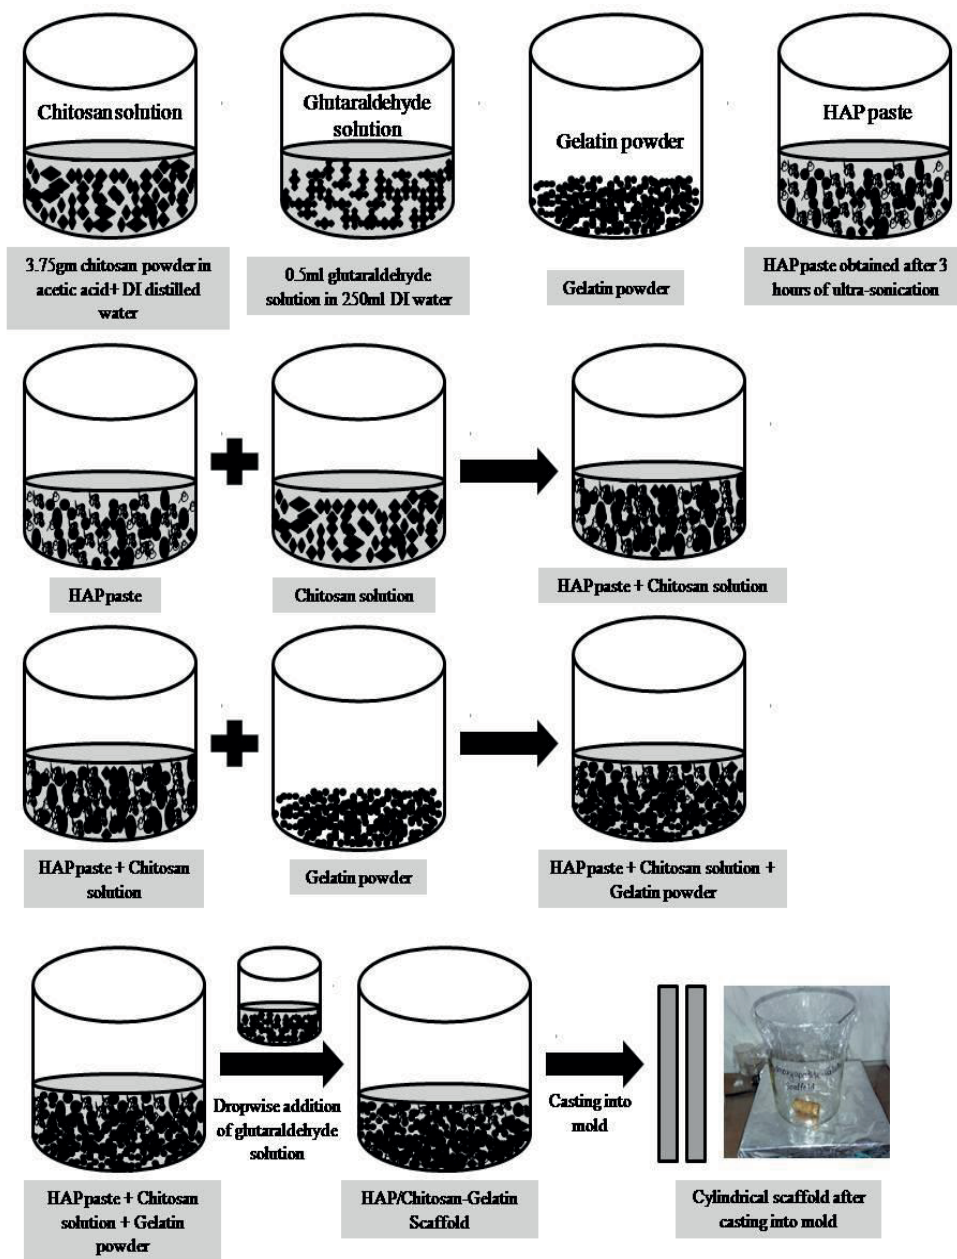 Chitosan solution
Glutaraldehyde
solution
Gelatin powder
HAP paste
3.75gm chitosan powder in
acetic acid+ DI distilled
water
0.5ml glutaraldehyde
solution in 250ml DI water
Gelatin powder
HAP paste obtained after 3
hours of ultra-sonication
HAP paste
Chitosan solution
HAP paste + Chitosan solution
HAP paste + Chitosan
solution
Gelatin powder
HAP paste + Chitosan solution +
Gelatin powder
Dropwise addition
of glutaraldehyde
solution
Casting into
mold
HAP paste + Chitosan
solution + Gelatin
powder
HAP/Chitosan-Gelatin
Scaffold
Scaffold
Cylindrical scaffold after
casting into mold